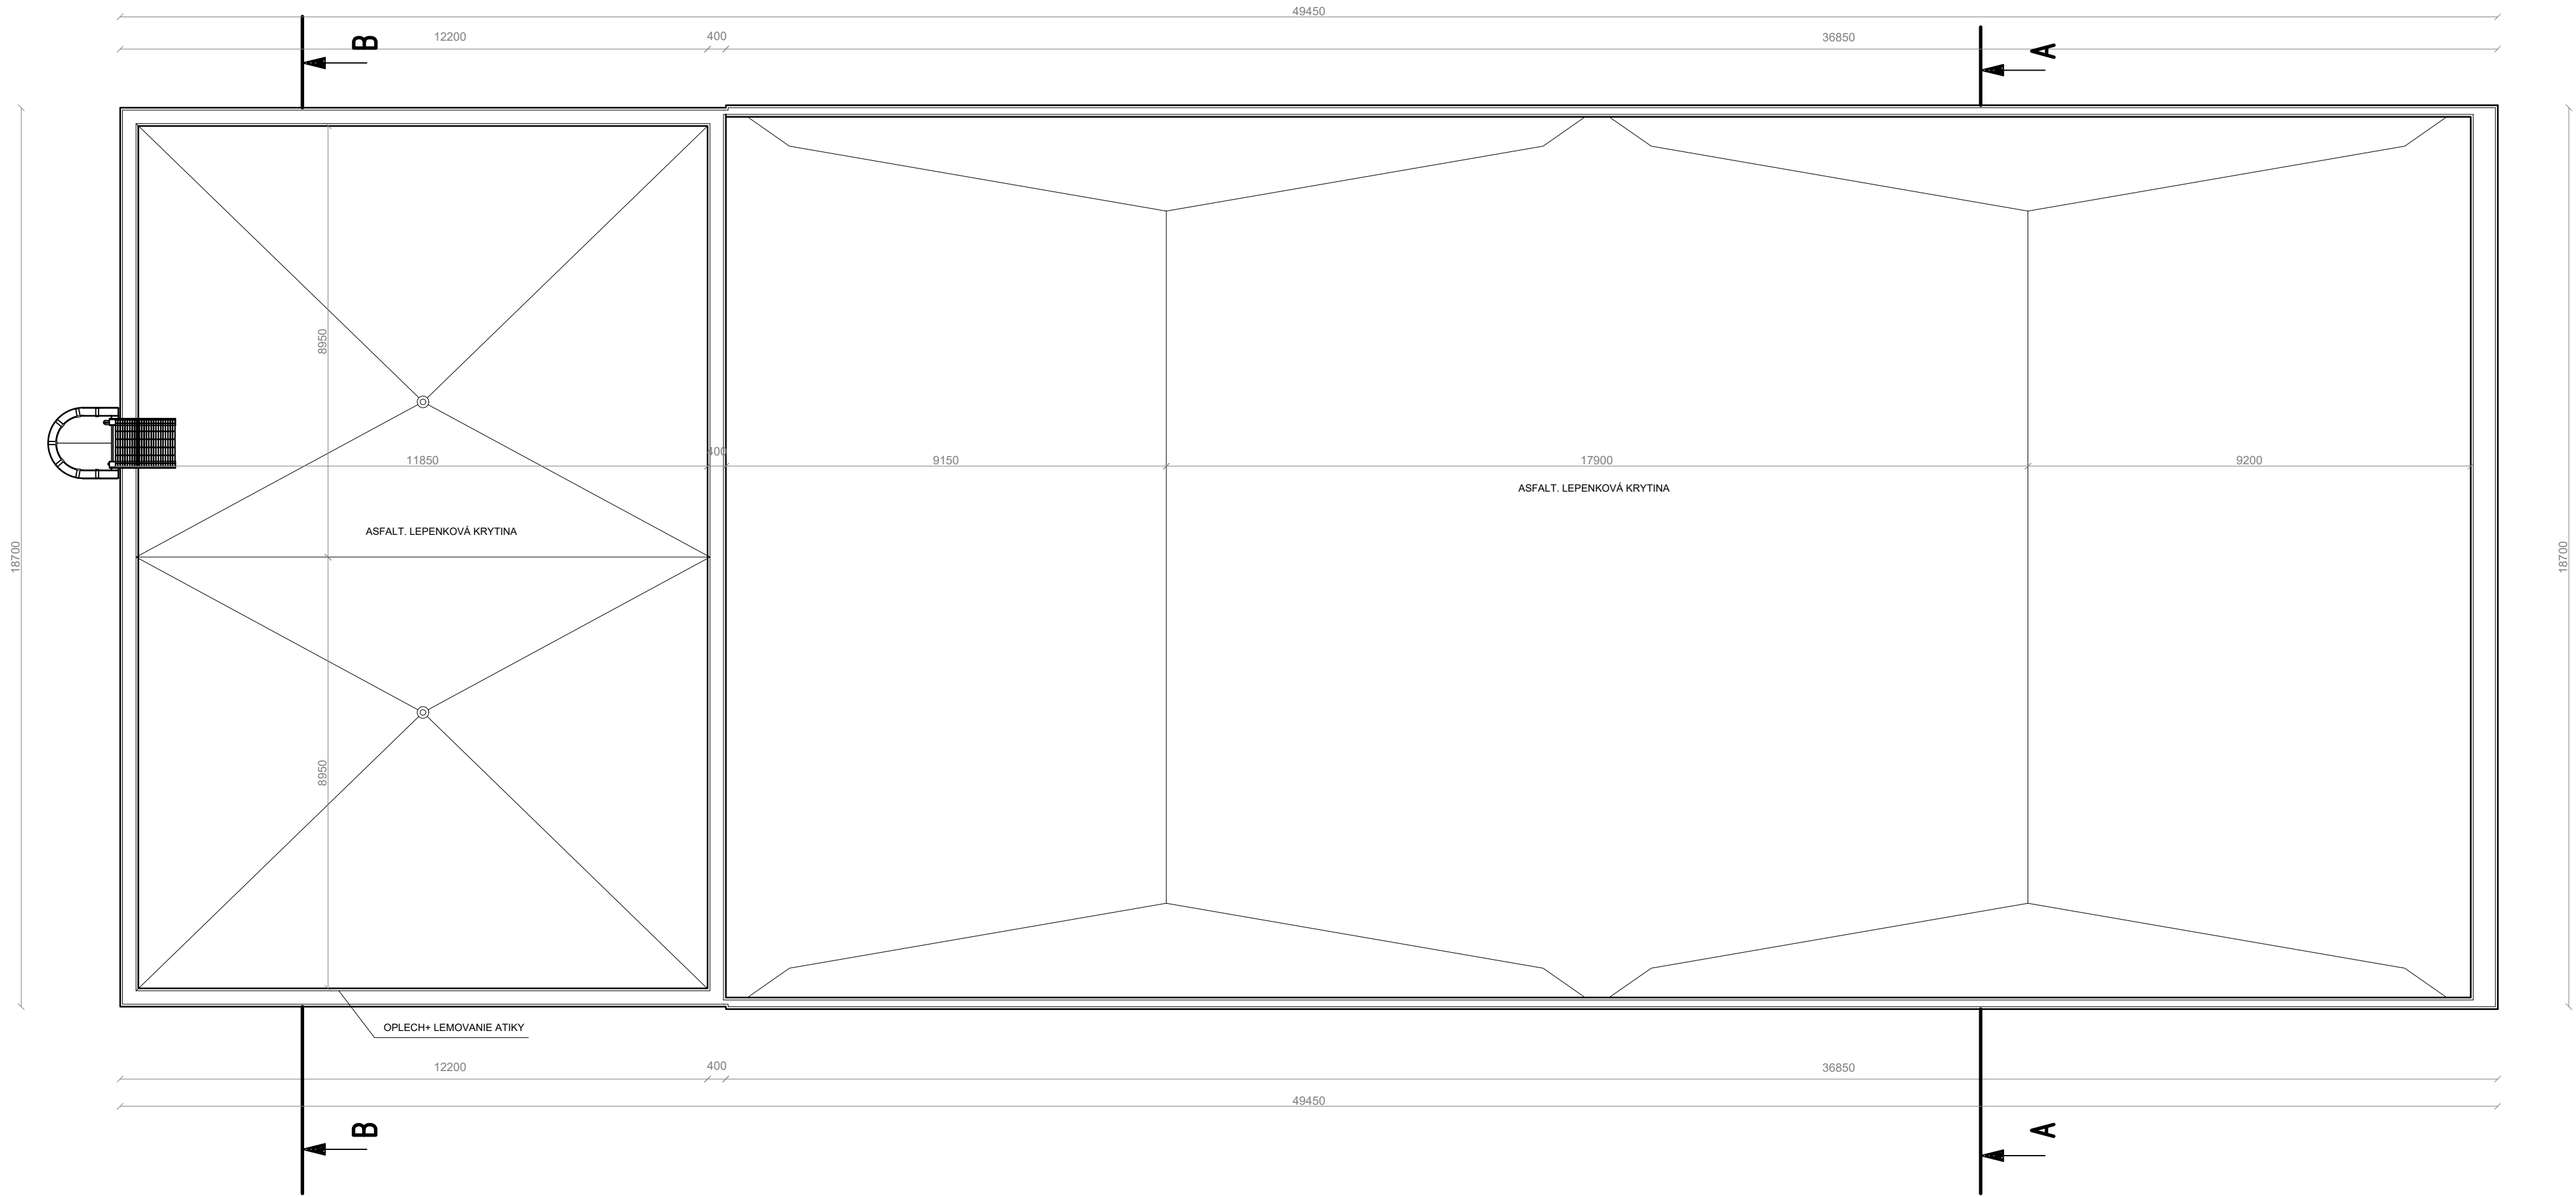 49450
12200
400
36850
B
A
8950
11850
400
9150
17900
9200
ASFALT. LEPENKOVÁ KRYTINA
ASFALT. LEPENKOVÁ KRYTINA
18700
18700
8950
OPLECH+ LEMOVANIE ATIKY
12200
400
36850
49450
B
A